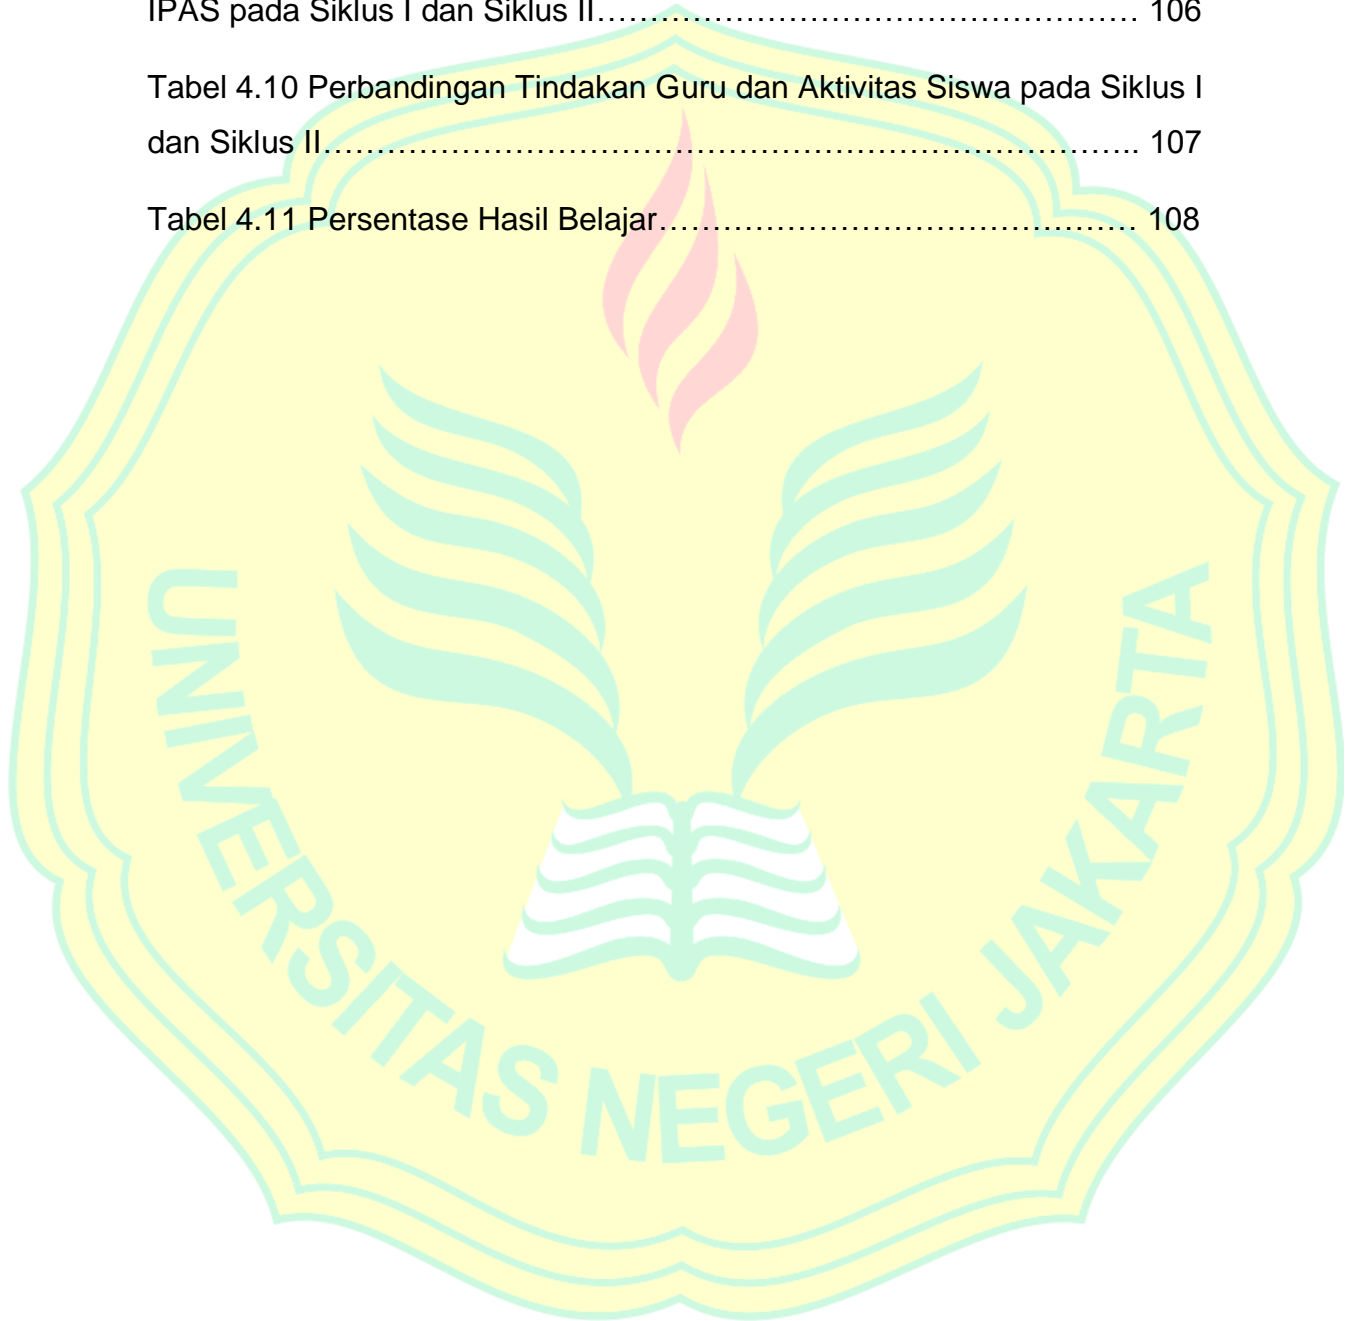 IPAS pada Siklus I dan Siklus II……………………………………………. 106
Tabel 4.10 Perbandingan Tindakan Guru dan Aktivitas Siswa pada Siklus I
dan Siklus II………………………………………………………………….. 107
Tabel 4.11 Persentase Hasil Belajar……………………………………… 108
UNIVERSITAS NEGERI JAKARTA